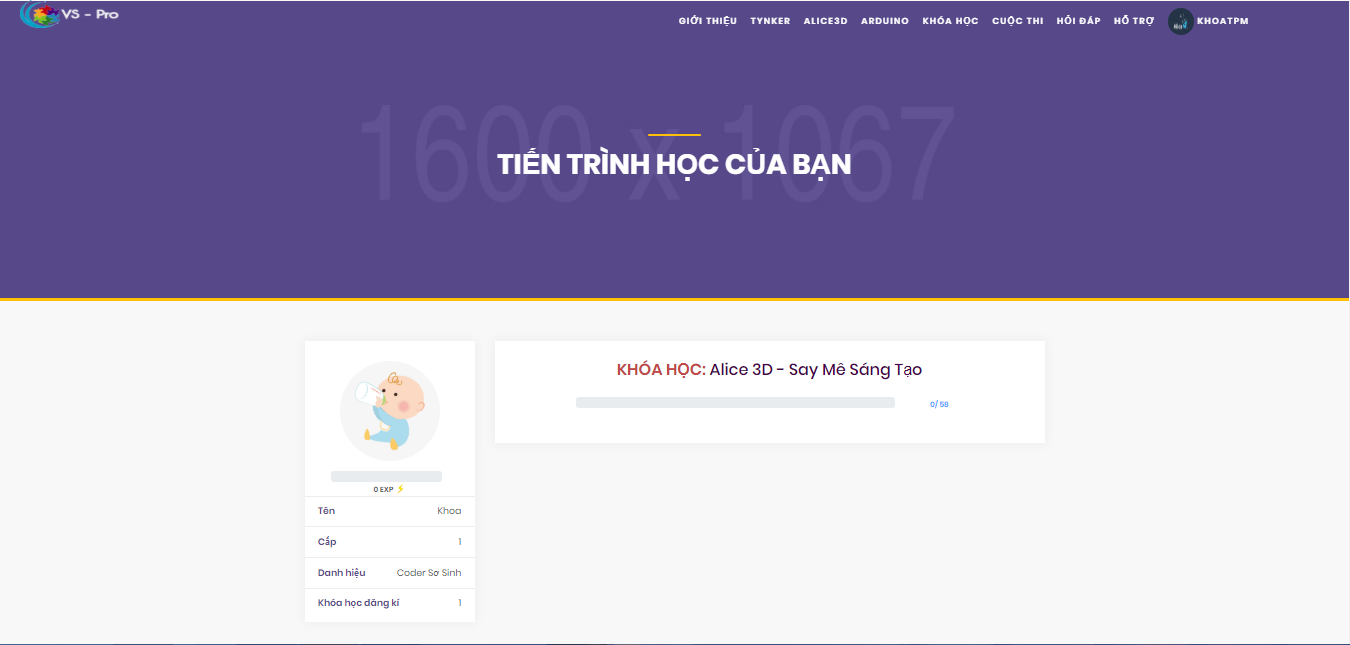 VS - Pro
GIỚI THIỆU TYNKER ALICE3D ARDUINO KHÓA HỌC CUỘC THI HỎI ĐÁP HỖ TRỢ KHOATPM
1600 x 1067
TIẾN TRÌNH HỌC CỦA BẠN
KHÓA HỌC: Alice 3D - Say Mê Sáng Tạo
0/ 58
0 EXP ⚡
Tên Khoa
Cấp 1
Danh hiệu Coder Sơ Sinh
Khóa học đăng kí 1